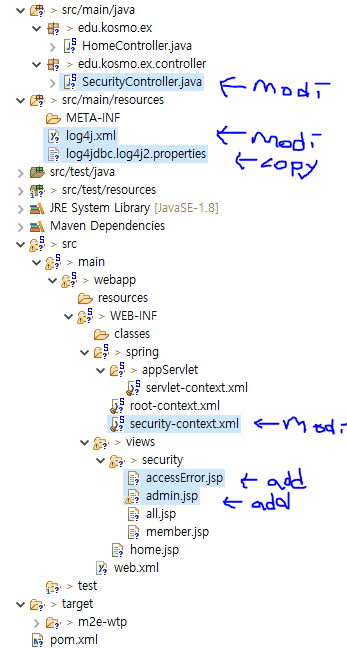 > src/main/java
> edu.kosmo.ex
> HomeController.java
> edu.kosmo.ex.controller
> SecurityController.java ← modi
> src/main/resources
META-INF
log4j.xml ← modi
log4jdbc.log4j2.properties ← copy
src/test/java
> src/test/resources
JRE System Library [JavaSE-1.8]
Maven Dependencies
> src
> main
> webapp
resources
> WEB-INF
classes
> spring
> appServlet
servlet-context.xml
root-context.xml
security-context.xml ← modi
> views
> security
accessError.jsp ← add
admin.jsp ← add
all.jsp
member.jsp
home.jsp
web.xml
> test
> target
> m2e-wtp
pom.xml